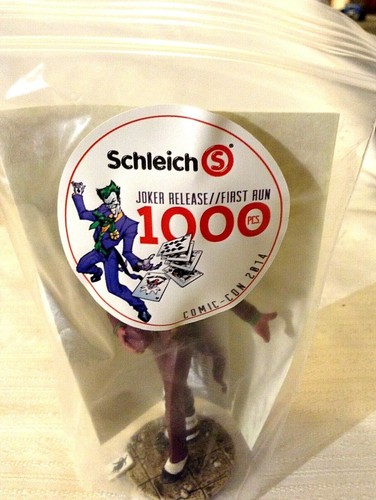 Schleich S
JOKER RELEASE//FIRST RUN
1000 PCS.
COMIC-CON 2014